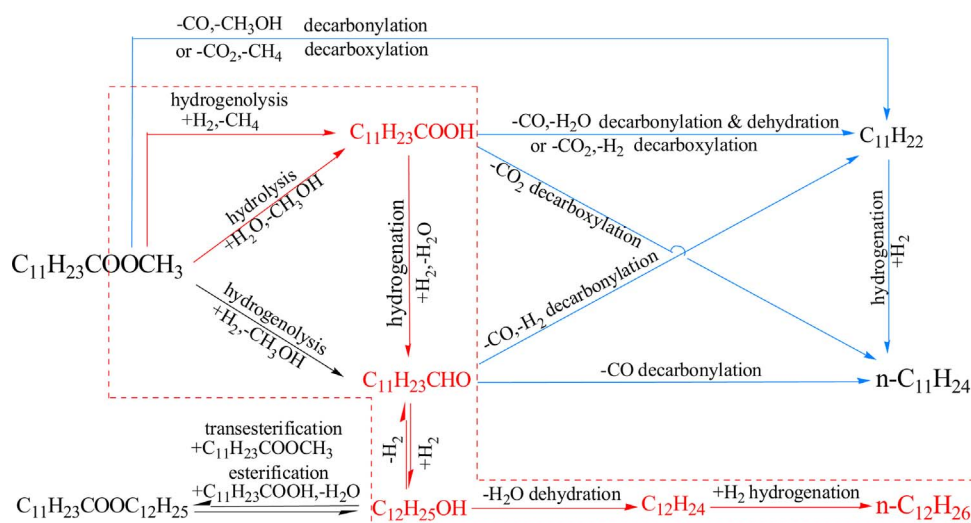 -CO,-CH3OH decarbonylation
or -CO2,-CH4 decarboxylation
hydrogenolysis
+H2,-CH4
C11H23COOH
-CO,-H2O decarbonylation & dehydration
or -CO2,-H2 decarboxylation
C11H22
hydrolysis
+H2O,-CH3OH
-CO2 decarboxylation
hydrogenation
+H2,-H2O
hydrogenation
+H2
C11H23COOCH3
hydrogenolysis
+H2,-CH3OH
-CO,-H2 decarbonylation
C11H23CHO
-CO decarbonylation
n-C11H24
-H2
+H2
transesterification
+C11H23COOCH3
esterification
+C11H23COOH,-H2O
C11H23COOC12H25
C12H25OH
-H2O dehydration
C12H24
+H2 hydrogenation
n-C12H26